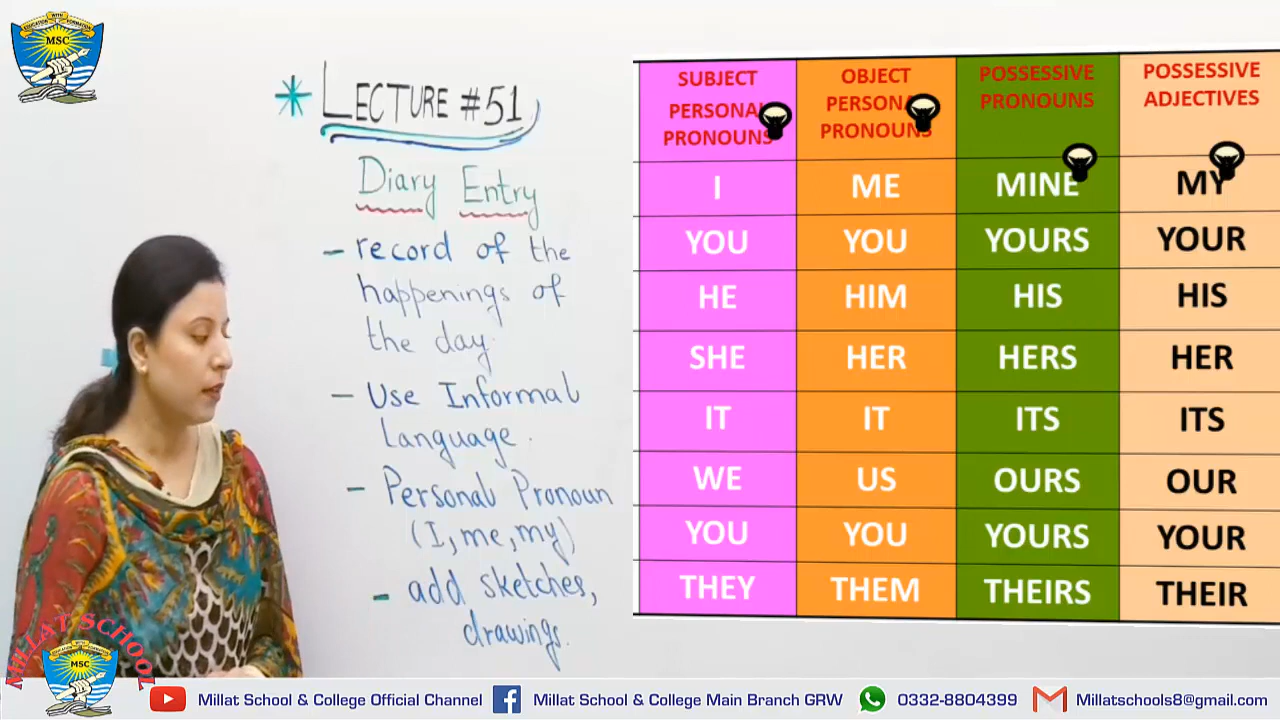 EDUCATION WITH FORMATION
MSC
LECTURE #51
Diary Entry
- record of the
happenings of
the day.
- Use Informal
Language.
- Personal Pronoun
(I, me, my)
- add sketches,
drawings.
SUBJECT PERSONAL PRONOUNS OBJECT PERSONAL PRONOUNS POSSESSIVE PRONOUNS POSSESSIVE ADJECTIVES
I ME MINE MY
YOU YOU YOURS YOUR
HE HIM HIS HIS
SHE HER HERS HER
IT IT ITS ITS
WE US OURS OUR
YOU YOU YOURS YOUR
THEY THEM THEIRS THEIR
MILLAT SCHOOL
MSC
Millat School & College Official Channel Millat School & College Main Branch GRW 0332-8804399 Millatschools8@gmail.com